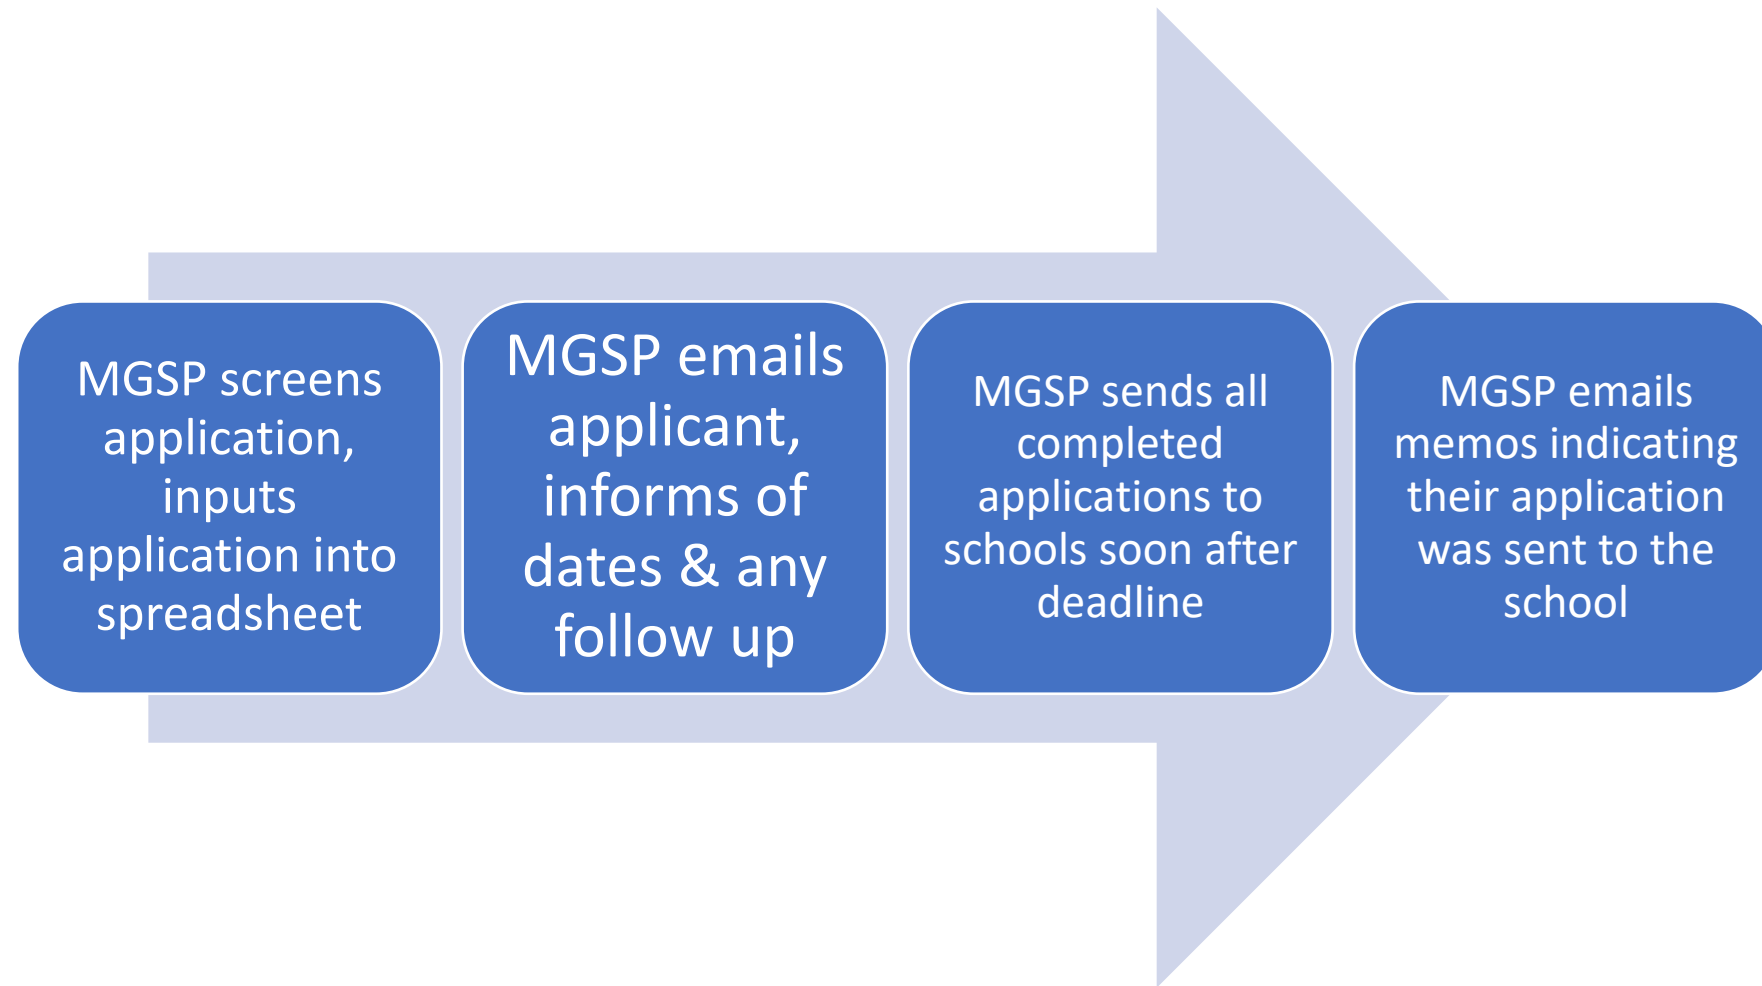 MGSP screens
application,
inputs
application into
spreadsheet
MGSP emails
applicant,
informs of
dates & any
follow up
MGSP sends all
completed
applications to
schools soon after
deadline
MGSP emails
memos indicating
their application
was sent to the
school